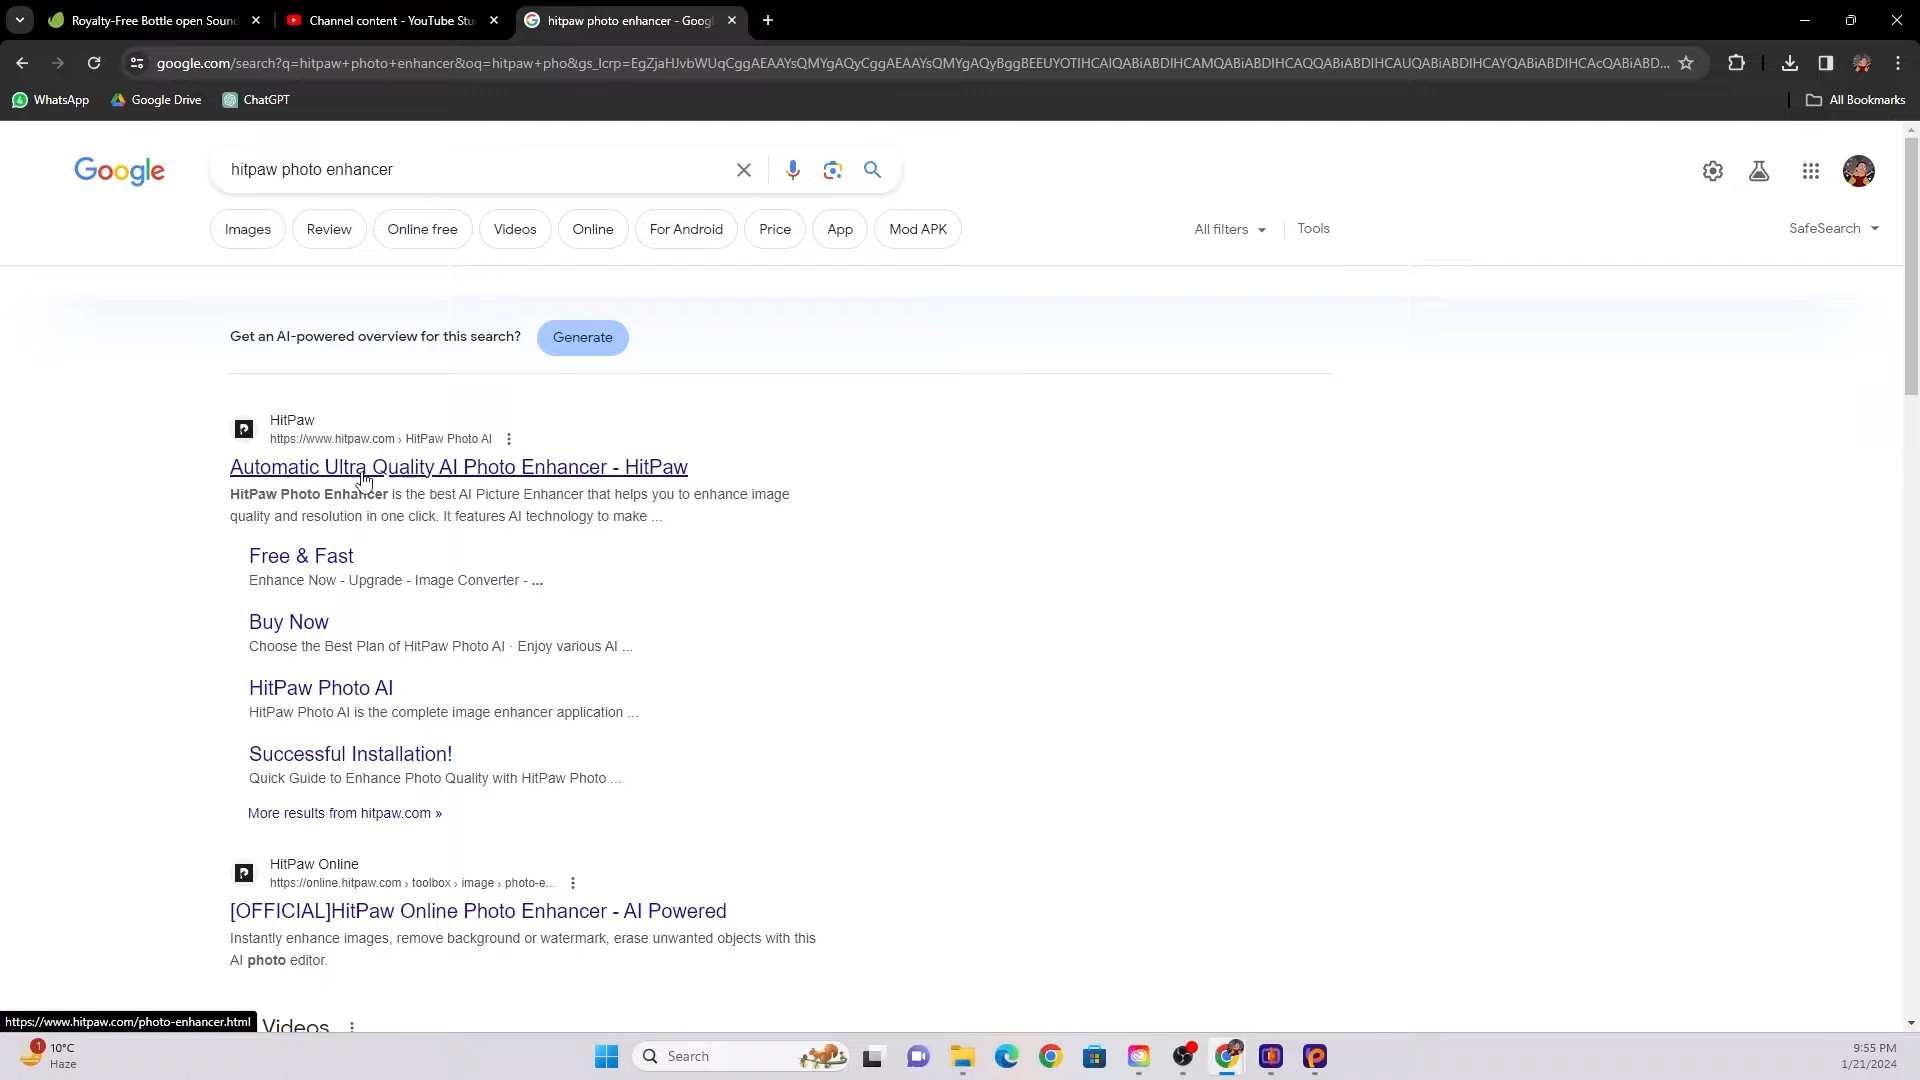 Royalty-Free Bottle open Sound
Channel content - YouTube Stu
hitpaw photo enhancer - Googl
google.com/search?q=hitpaw+photo+enhancer&oq=hitpaw+pho&gs_lcrp=EgZjaHJvbWUqCggAEAAYsQMYgAQyCggAEAAYsQMYgAQyBggBEEUYOTIHCAIQABiABDIHCAMQABiABDIHCAQQABiABDIHCAUQABiABDIHCAYQABiABDIHCAcQABiABD...
WhatsApp
Google Drive
ChatGPT
All Bookmarks
Google
hitpaw photo enhancer
Images
Review
Online free
Videos
Online
For Android
Price
App
Mod APK
All filters
Tools
SafeSearch
Get an AI-powered overview for this search?
Generate
HitPaw
https://www.hitpaw.com › HitPaw Photo AI
Automatic Ultra Quality AI Photo Enhancer - HitPaw
HitPaw Photo Enhancer is the best AI Picture Enhancer that helps you to enhance image
quality and resolution in one click. It features AI technology to make ...
Free & Fast
Enhance Now - Upgrade - Image Converter - ...
Buy Now
Choose the Best Plan of HitPaw Photo AI · Enjoy various AI ...
HitPaw Photo AI
HitPaw Photo AI is the complete image enhancer application ...
Successful Installation!
Quick Guide to Enhance Photo Quality with HitPaw Photo ...
More results from hitpaw.com »
HitPaw Online
https://online.hitpaw.com › toolbox › image › photo-e...
[OFFICIAL]HitPaw Online Photo Enhancer - AI Powered
Instantly enhance images, remove background or watermark, erase unwanted objects with this
AI photo editor.
https://www.hitpaw.com/photo-enhancer.html
Videos
1
10°C
Haze
Search
9:55 PM
1/21/2024